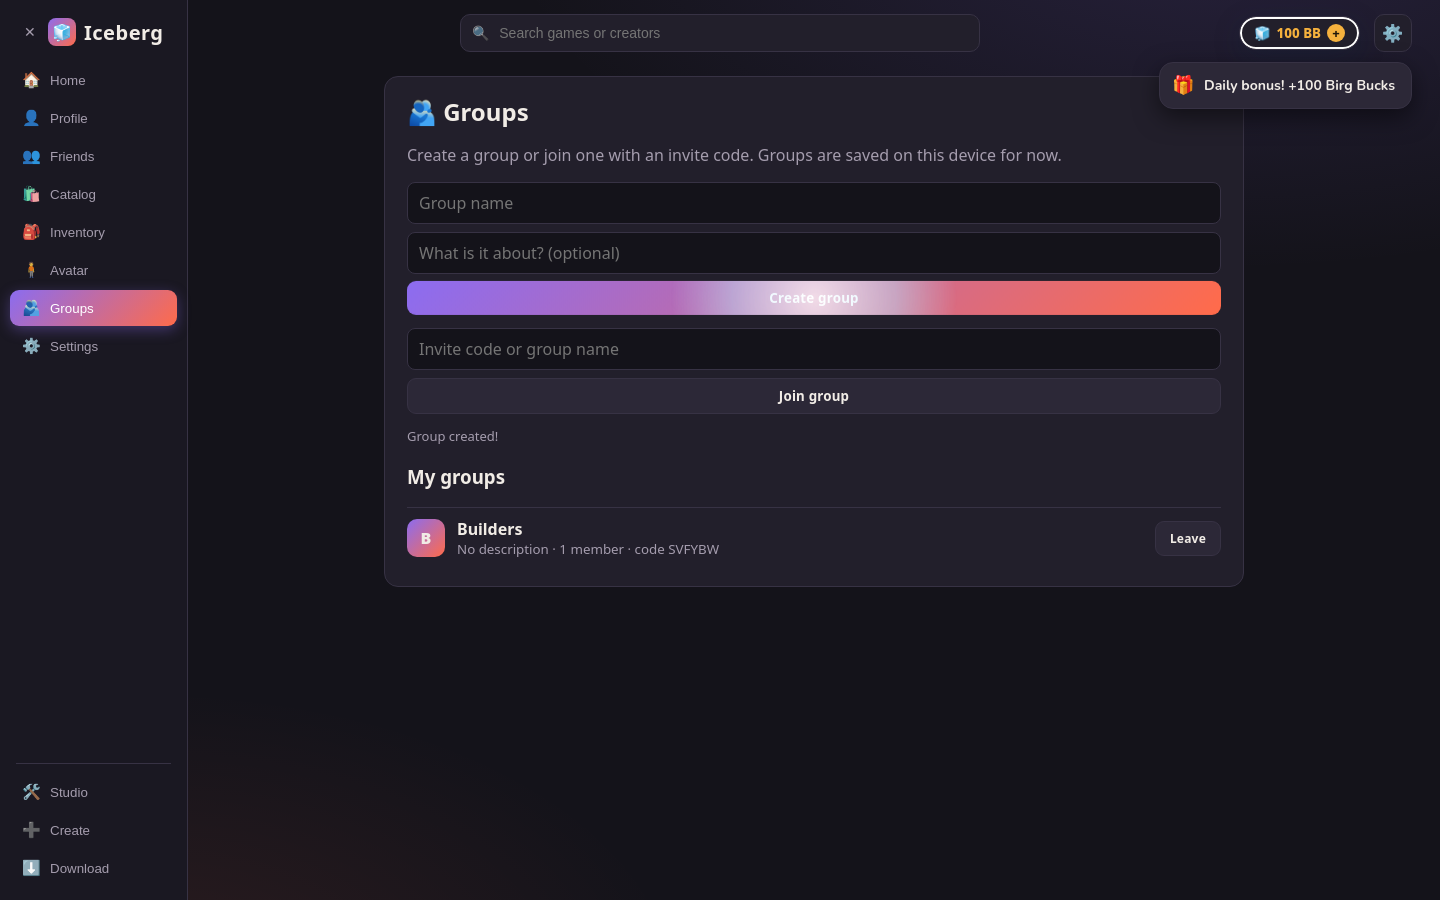 ✕ Iceberg
Home
Profile
Friends
Catalog
Inventory
Avatar
Groups
Settings
Studio
Create
Download
Search games or creators
100 BB +
Daily bonus! +100 Birg Bucks
Groups
Create a group or join one with an invite code. Groups are saved on this device for now.
Group name
What is it about? (optional)
Create group
Invite code or group name
Join group
Group created!
My groups
B
Builders
No description · 1 member · code SVFYBW
Leave